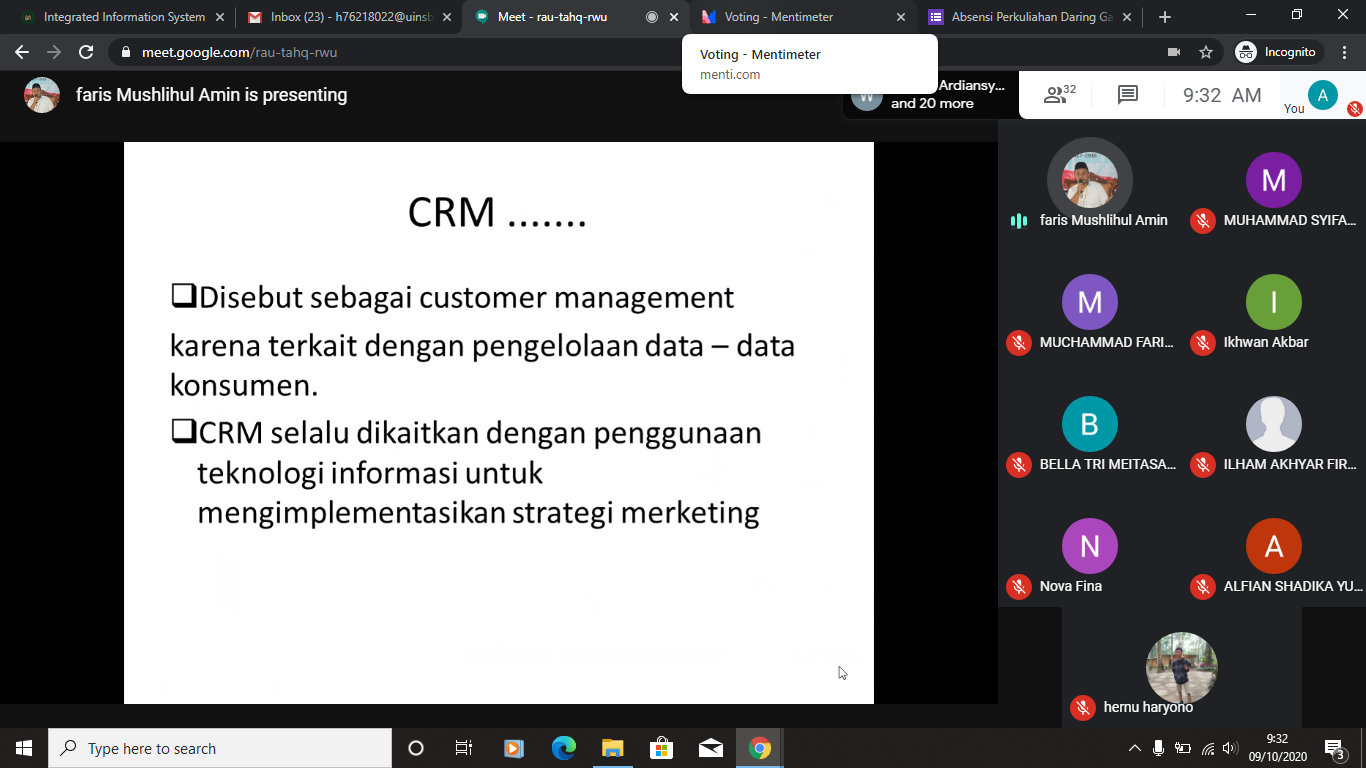 Integrated Information System
Inbox (23) - h76218022@uinsb
Meet - rau-tahq-rwu
Voting - Mentimeter
Absensi Perkuliahan Daring Ga
meet.google.com/rau-tahq-rwu
Incognito
Voting - Mentimeter
menti.com
faris Mushlihul Amin is presenting
W
Ardiansy...
and 20 more
32
9:32 AM
You
A
CRM .......
❑Disebut sebagai customer management
karena terkait dengan pengelolaan data – data
konsumen.
❑CRM selalu dikaitkan dengan penggunaan
teknologi informasi untuk
mengimplementasikan strategi merketing
faris Mushlihul Amin
M
MUHAMMAD SYIFA...
M
MUCHAMMAD FARI...
I
Ikhwan Akbar
B
BELLA TRI MEITASA...
ILHAM AKHYAR FIR...
N
Nova Fina
A
ALFIAN SHADIKA YU...
hernu haryono
Type here to search
9:32
09/10/2020
3